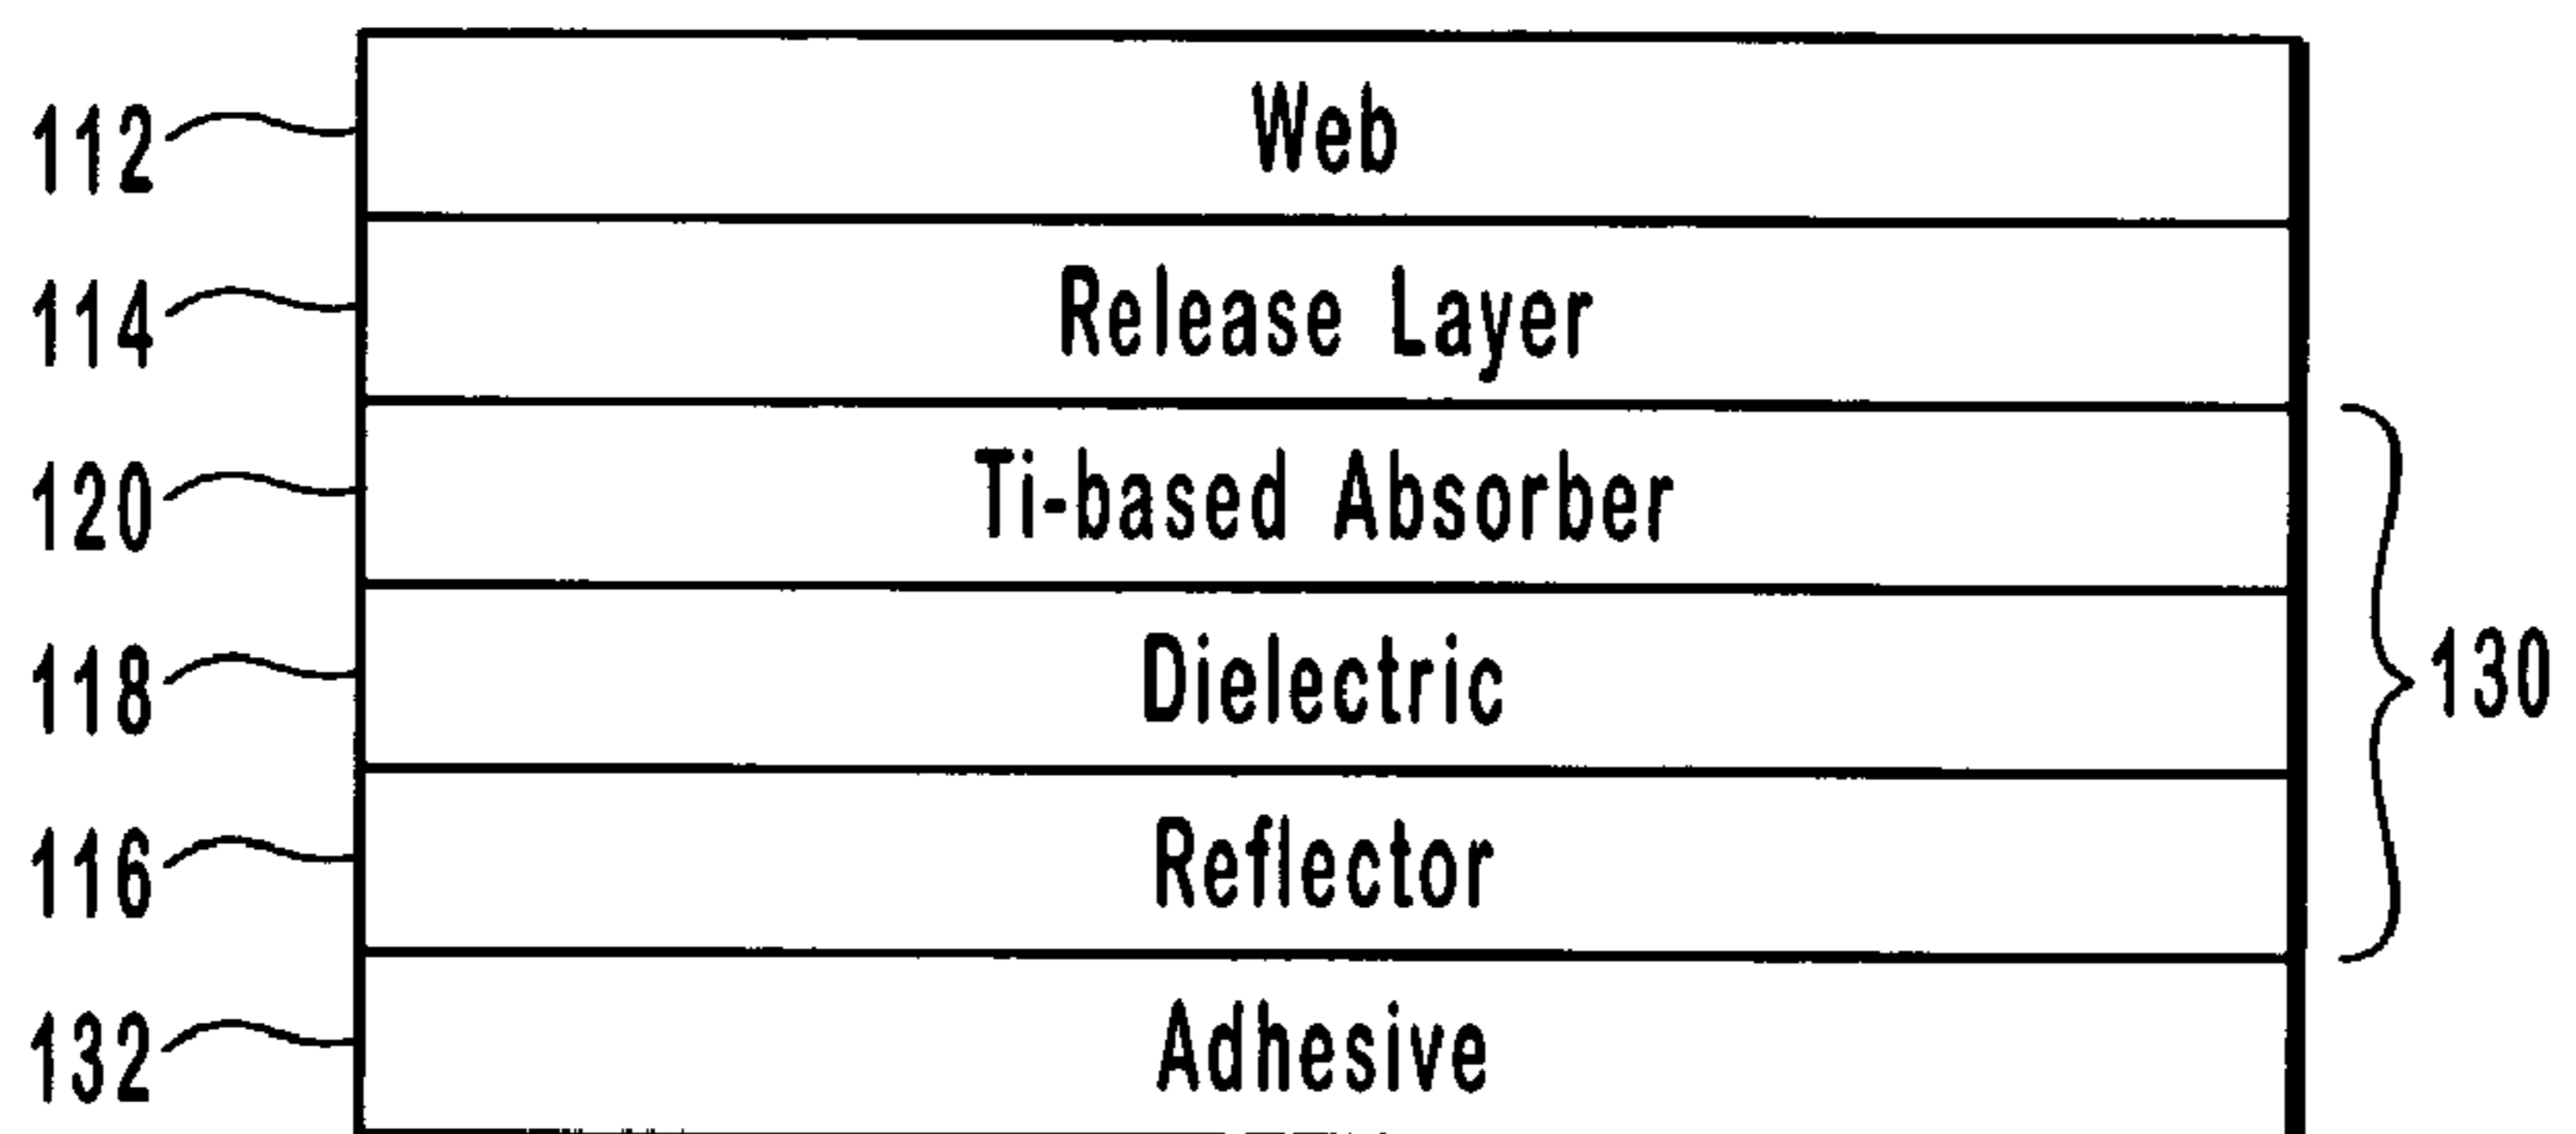 112 Web
114 Release Layer
120 Ti-based Absorber
118 Dielectric
130
116 Reflector
132 Adhesive